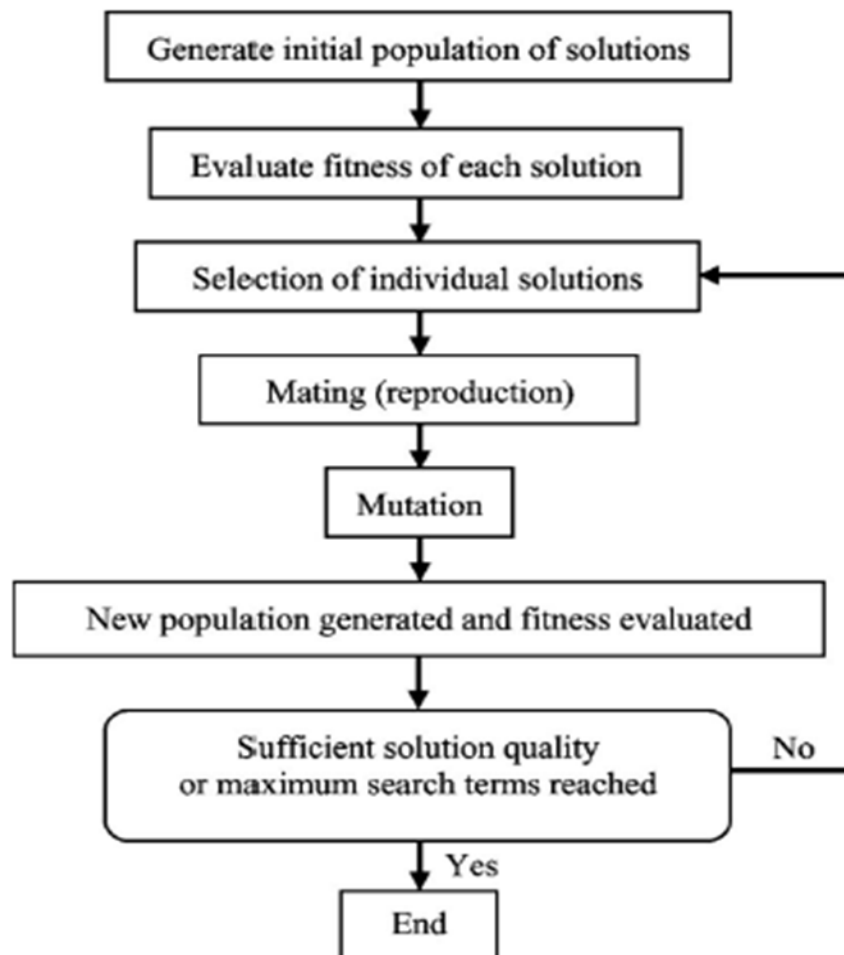 Generate initial population of solutions
Evaluate fitness of each solution
Selection of individual solutions
Mating (reproduction)
Mutation
New population generated and fitness evaluated
Sufficient solution quality
or maximum search terms reached
No
Yes
End